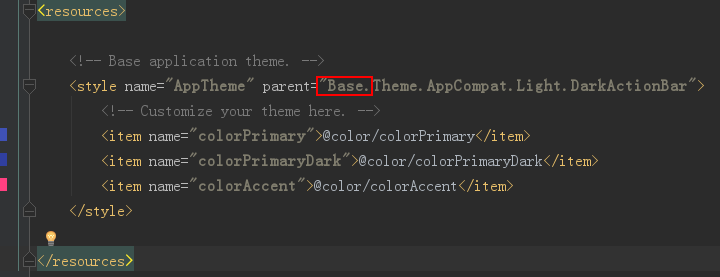 <resources>
<!-- Base application theme. -->
<style name="AppTheme" parent="Base.Theme.AppCompat.Light.DarkActionBar">
<!-- Customize your theme here. -->
<item name="colorPrimary">@color/colorPrimary</item>
<item name="colorPrimaryDark">@color/colorPrimaryDark</item>
<item name="colorAccent">@color/colorAccent</item>
</style>
</resources>